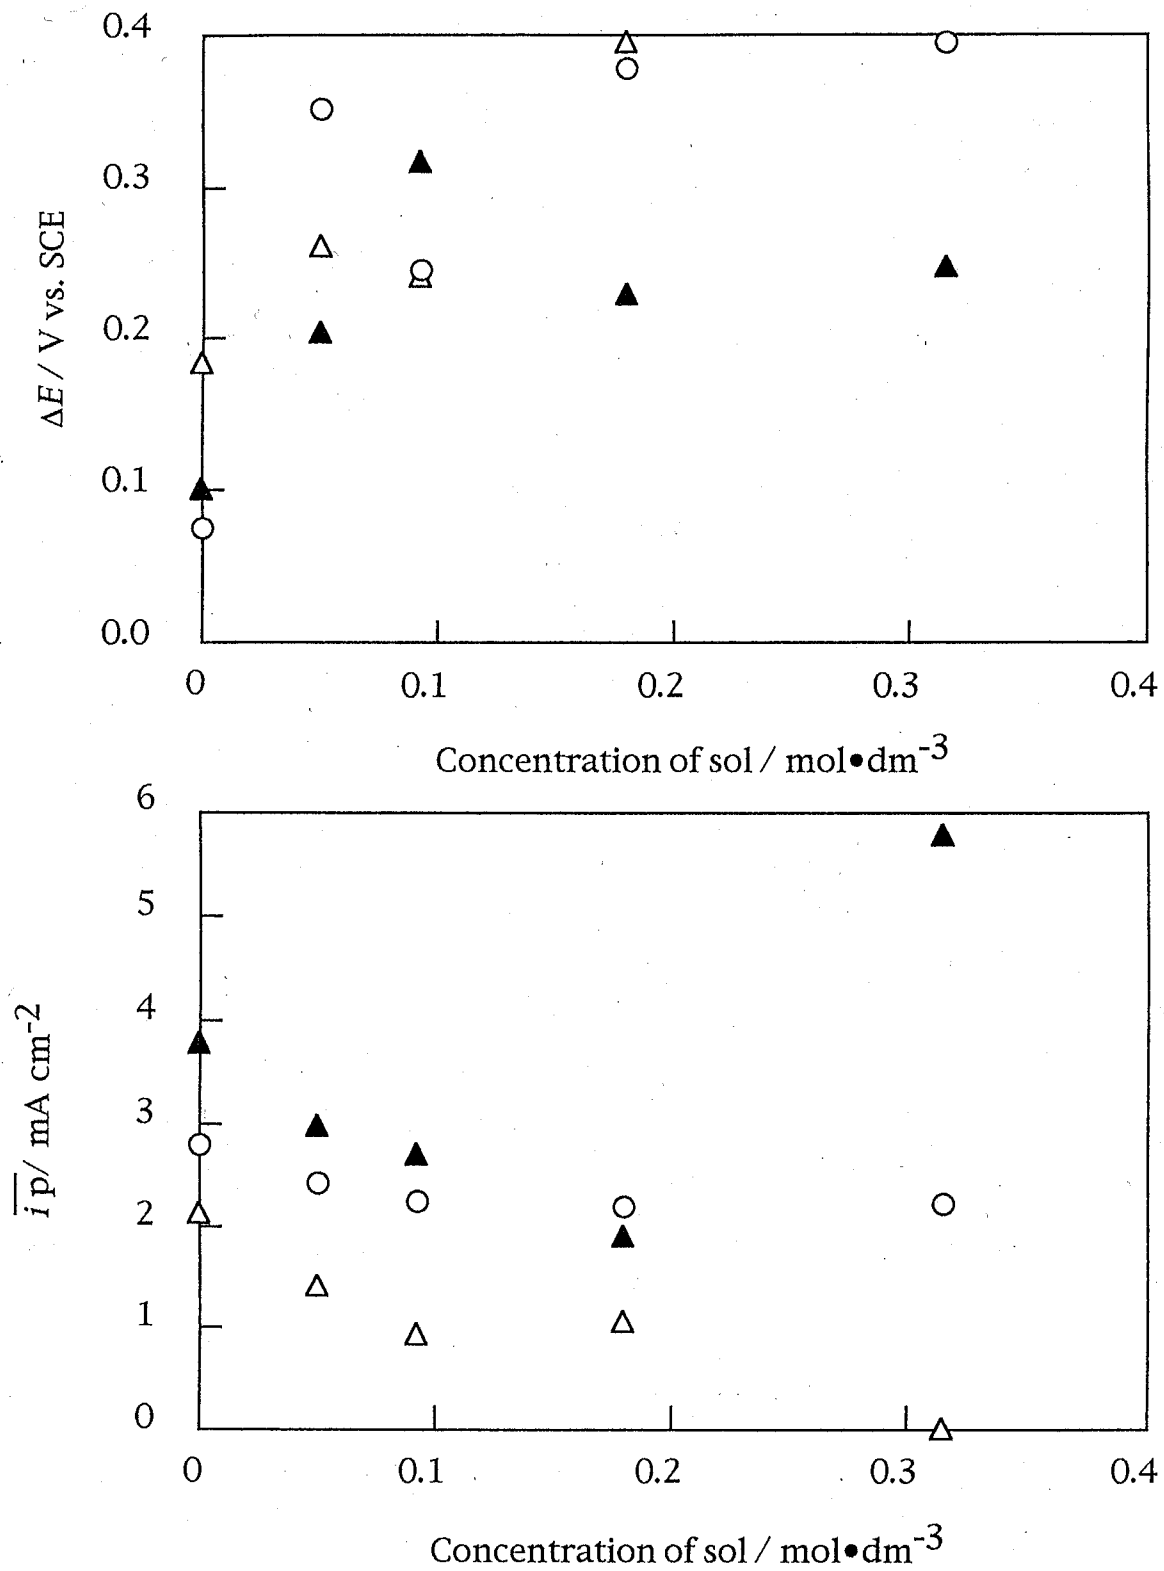 0.4
0.3
0.2
0.1
0.0
ΔE / V vs. SCE
0 0.1 0.2 0.3 0.4
Concentration of sol / mol•dm-3
6
5
4
3
2
1
0
i p/ mA cm-2
0 0.1 0.2 0.3 0.4
Concentration of sol / mol•dm-3